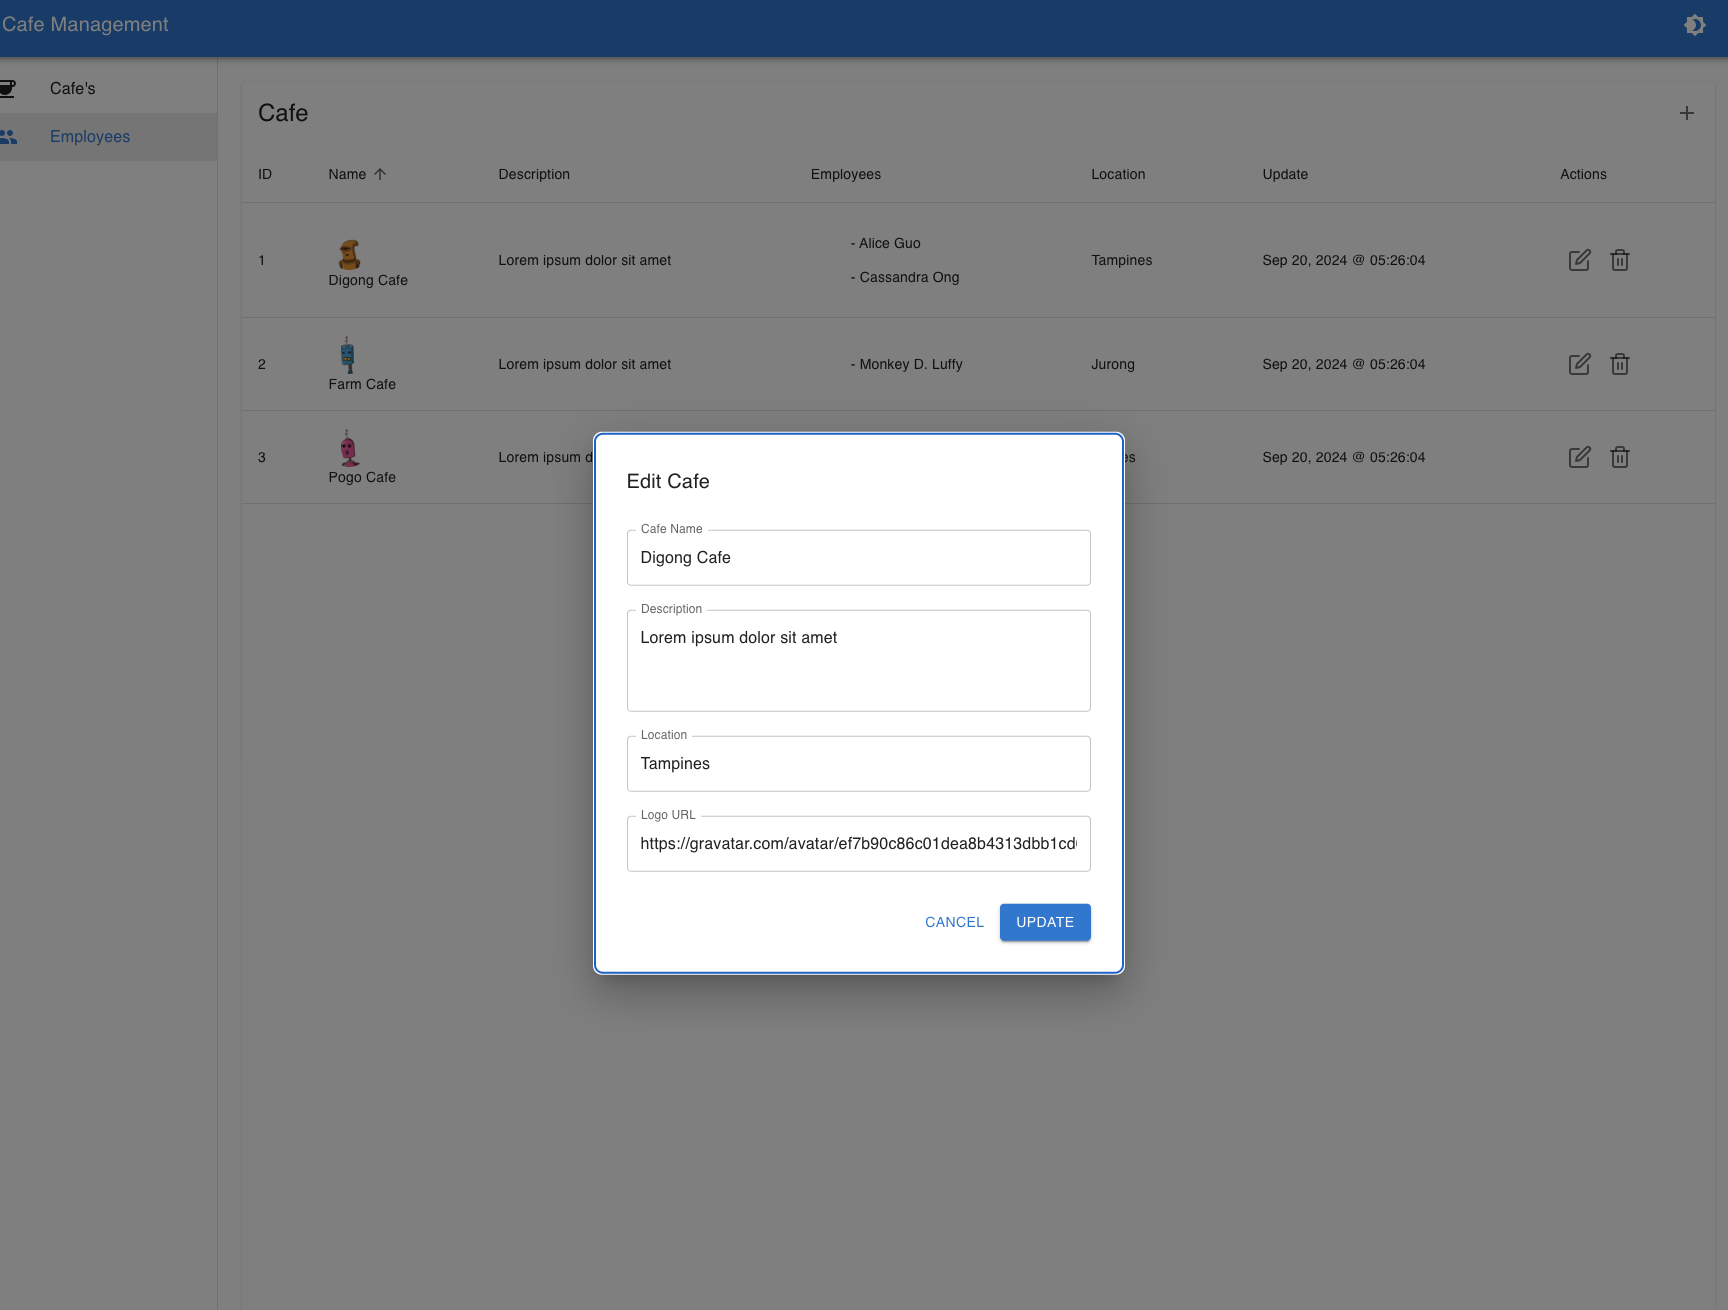 Cafe Management
Cafe's
Employees
Cafe
ID Name Description Employees Location Update Actions
1 Digong Cafe Lorem ipsum dolor sit amet - Alice Guo Tampines Sep 20, 2024 @ 05:26:04
- Cassandra Ong
2 Farm Cafe Lorem ipsum dolor sit amet - Monkey D. Luffy Jurong Sep 20, 2024 @ 05:26:04
3 Pogo Cafe Lorem ipsum d es Sep 20, 2024 @ 05:26:04
Edit Cafe
Cafe Name
Digong Cafe
Description
Lorem ipsum dolor sit amet
Location
Tampines
Logo URL
https://gravatar.com/avatar/ef7b90c86c01dea8b4313dbb1cd
CANCEL UPDATE